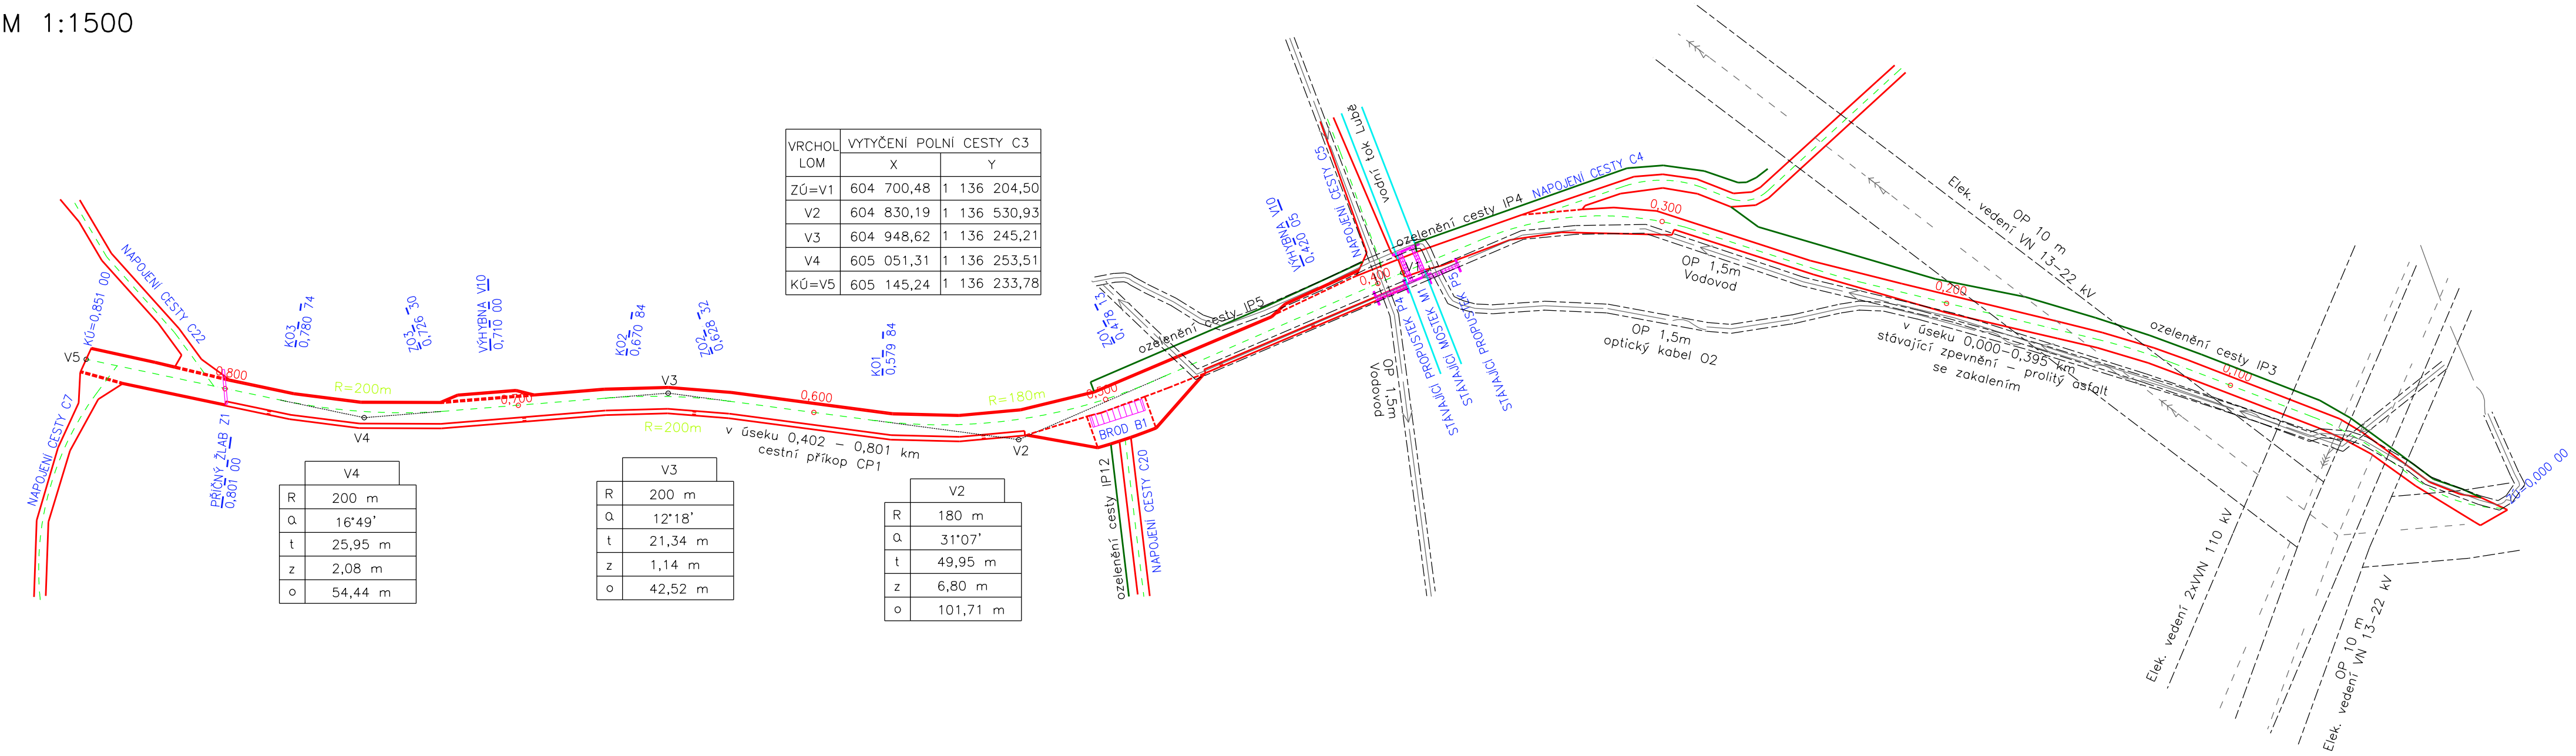 M 1:1500
VRCHOL LOM
VYTYČENÍ POLNÍ CESTY C3
X Y
ZÚ=V1 604 700,48 1 136 204,50
V2 604 830,19 1 136 530,93
V3 604 948,62 1 136 245,21
V4 605 051,31 1 136 253,51
KÚ=V5 605 145,24 1 136 233,78
NAPOJENÍ CESTY C22
KÚ=0,851 00
V5
NAPOJENÍ CESTY C7
0,800
PŘÍČNÝ ŽLAB Z1
0,801 00
KO3
0,780 74
R=200m
V4
ZO3
0,726 30
VÝHYBNA V10
0,710 00
0,700
KO2
0,670 84
V3
ZO2
0,628 32
R=200m
0,600
v úseku 0,402 – 0,801 km
cestní příkop CP1
KO1
0,579 84
R=180m
V2
ZO1
0,478 13
0,500
BROD B1
ozelenění cesty IP12
NAPOJENÍ CESTY C20
ozelenění cesty IP5
VÝHYBNA V10
0,420 05
NAPOJENÍ CESTY C5
vodní tok Lubě
0,400
V1
OP 1,5m
Vodovod
STÁVAJÍCÍ PROPUSTEK P4
STÁVAJÍCÍ MOSTEK M1
STÁVAJÍCÍ PROPUSTEK P5
ozelenění cesty IP4
NAPOJENÍ CESTY C4
0,300
OP 1,5m
Vodovod
OP 1,5m
optický kabel O2
OP 10 m
Elek. vedení VN 13–22 kV
0,200
v úseku 0,000–0,395 km
stávající zpevnění – prolitý asfalt
se zakalením
ozelenění cesty IP3
0,100
ZÚ=0,000 00
Elek. vedení 2xVVN 110 kV
OP 10 m
Elek. vedení VN 13–22 kV
V4
R 200 m
α 16°49'
t 25,95 m
z 2,08 m
o 54,44 m
V3
R 200 m
α 12°18'
t 21,34 m
z 1,14 m
o 42,52 m
V2
R 180 m
α 31°07'
t 49,95 m
z 6,80 m
o 101,71 m